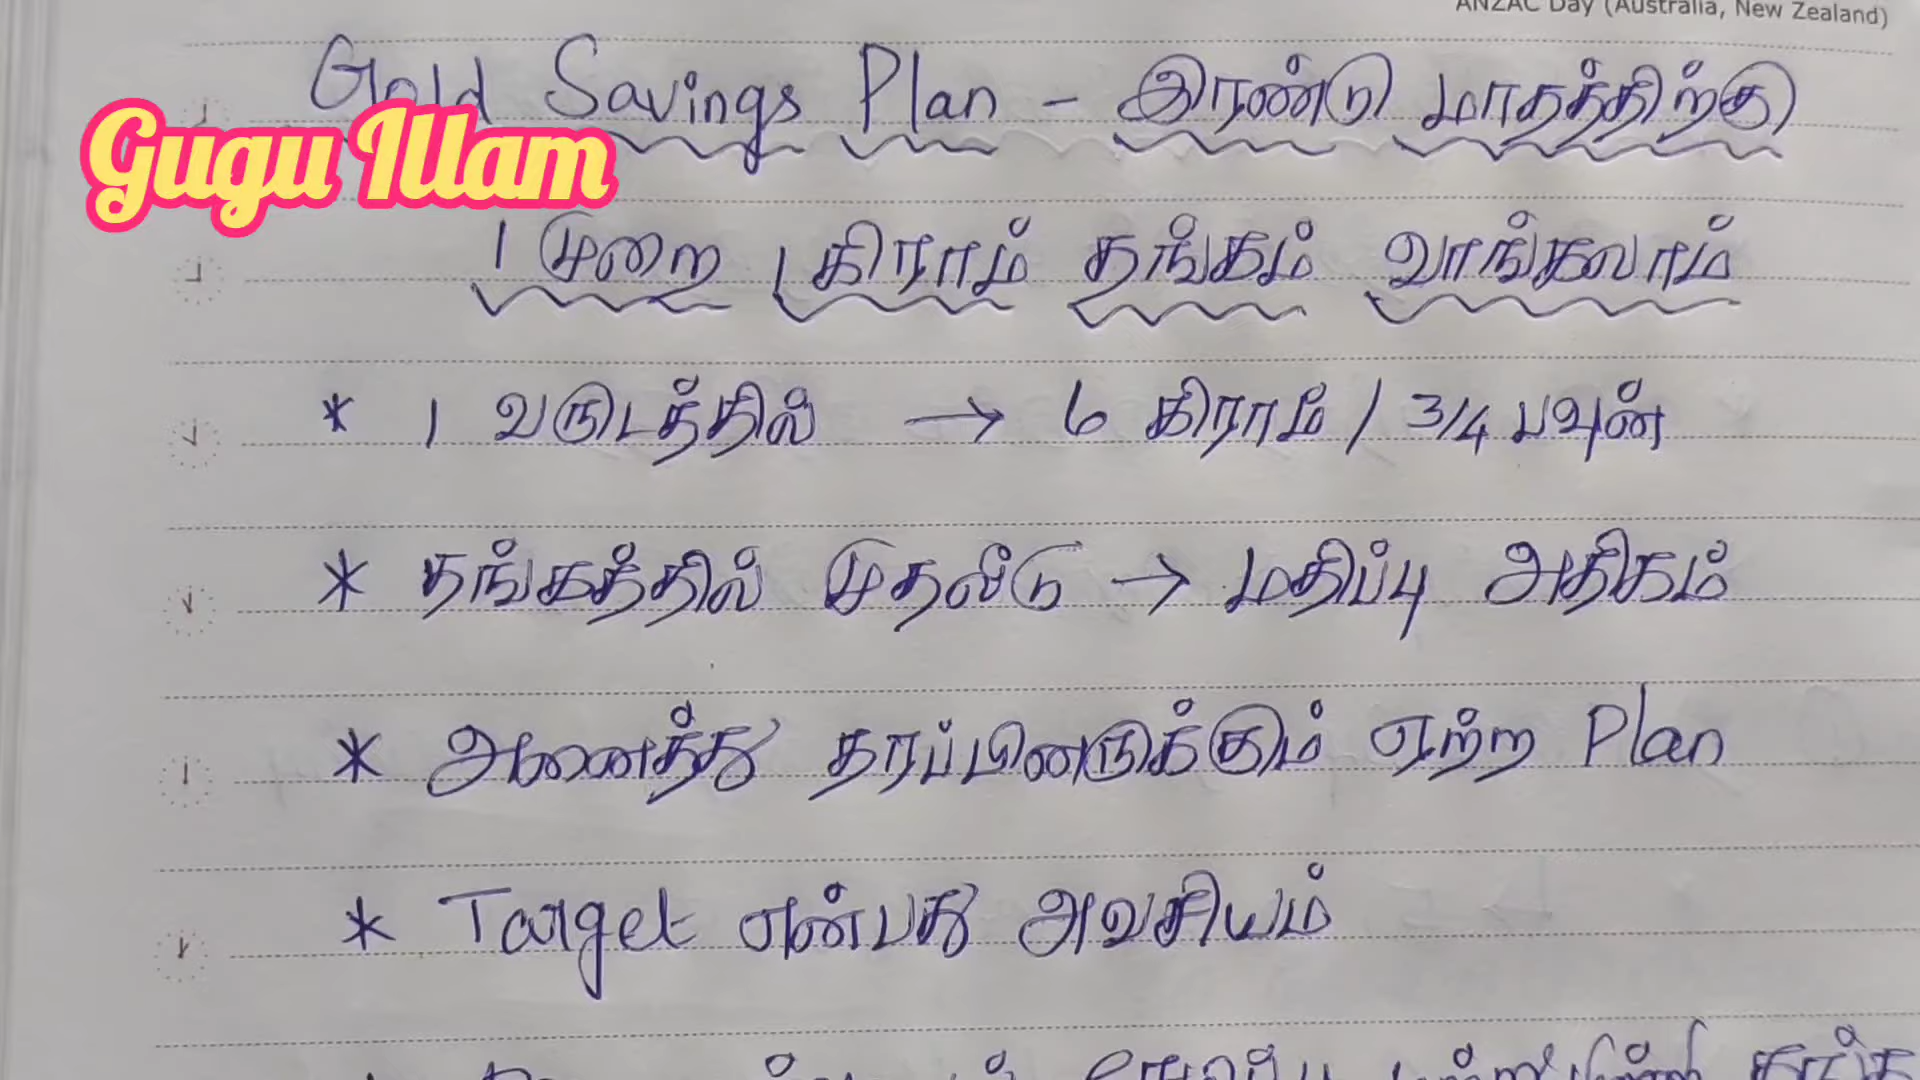 ANZAC Day (Australia, New Zealand)
Gold Savings Plan - இரண்டு மாதத்திற்கு
Gugu Illam
1 முறை 1 கிராம் தங்கம் வாங்கலாம்
* 1 வருடத்தில் → 6 கிராம் / 3/4 பவுன்
* தங்கத்தில் முதலீடு → மதிப்பு அதிகம்
* அனைத்து தரப்பினருக்கும் ஏற்ற Plan
* Target என்பது அவசியம்